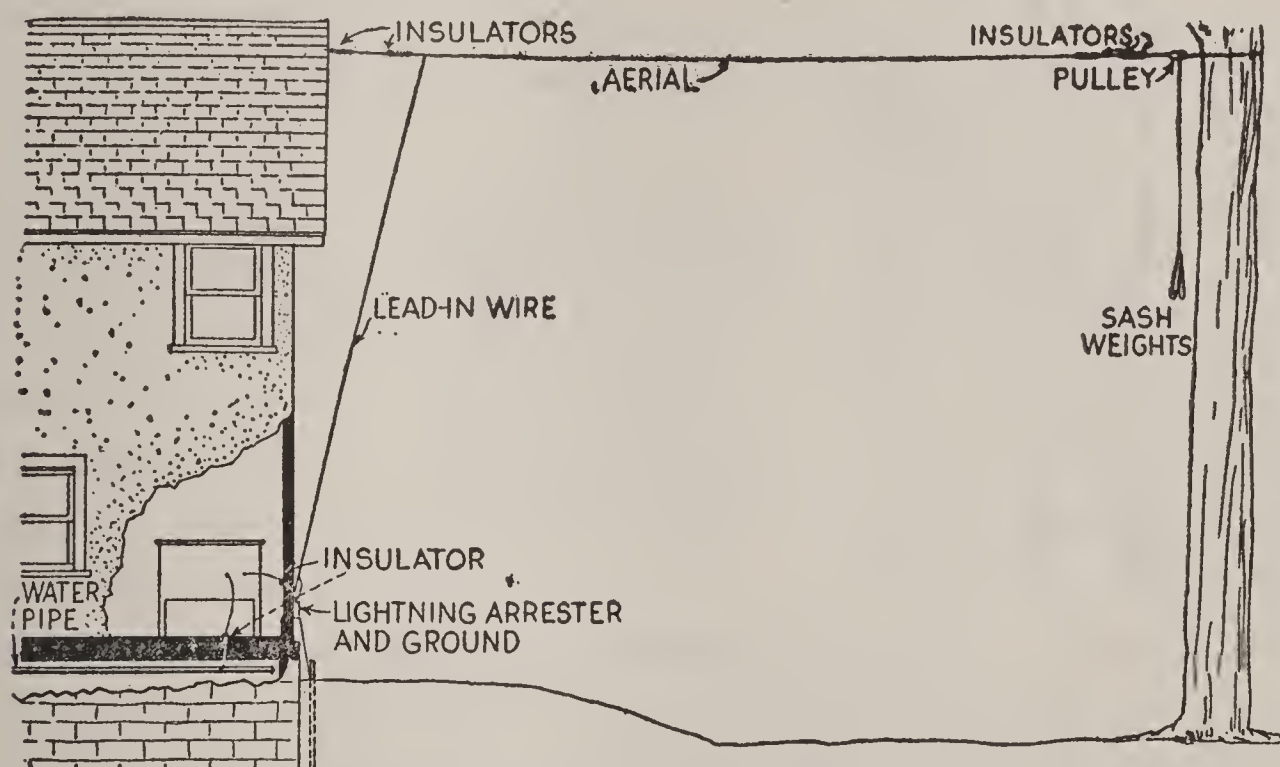 INSULATORS
INSULATORS
AERIAL
PULLEY
LEAD-IN WIRE
SASH
WEIGHTS
INSULATOR
WATER
PIPE
LIGHTNING ARRESTER
AND GROUND